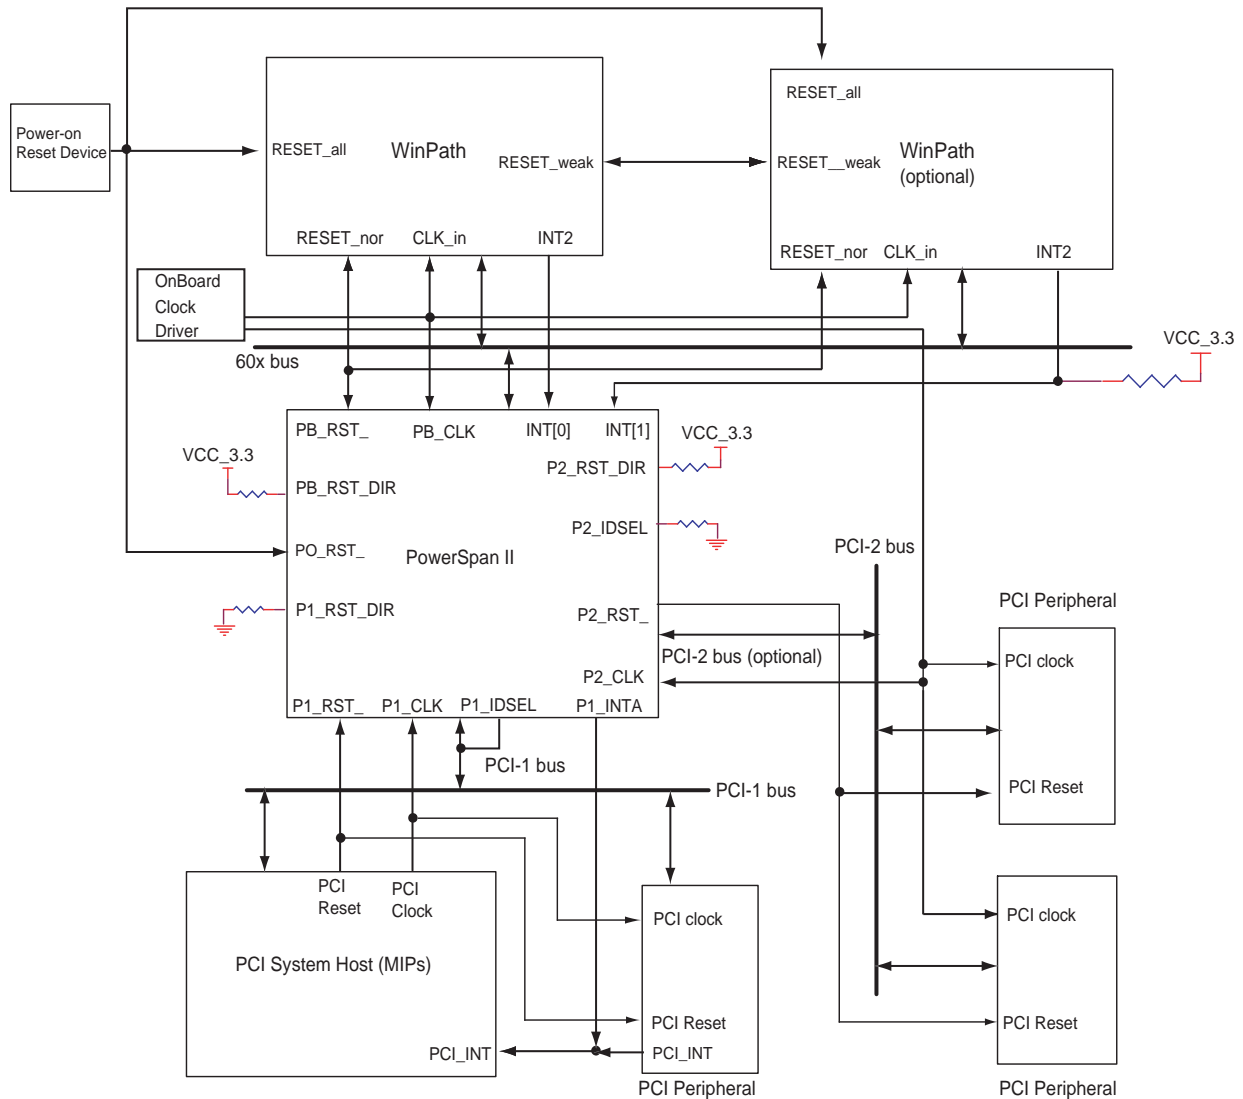 RESET_all
Power-on
Reset Device
RESET_all
WinPath
RESET_weak
RESET__weak
WinPath
(optional)
RESET_nor
CLK_in
INT2
RESET_nor
CLK_in
INT2
OnBoard
Clock
Driver
60x bus
VCC_3.3
PB_RST_
PB_CLK
INT[0]
INT[1]
VCC_3.3
VCC_3.3
P2_RST_DIR
PB_RST_DIR
P2_IDSEL
PO_RST_
PowerSpan II
PCI-2 bus
P1_RST_DIR
P2_RST_
PCI Peripheral
PCI-2 bus (optional)
PCI clock
P2_CLK
P1_RST_
P1_CLK
P1_IDSEL
P1_INTA
PCI-1 bus
PCI-1 bus
PCI Reset
PCI
Reset
PCI
Clock
PCI clock
PCI clock
PCI System Host (MIPs)
PCI Reset
PCI Reset
PCI_INT
PCI_INT
PCI Peripheral
PCI Peripheral